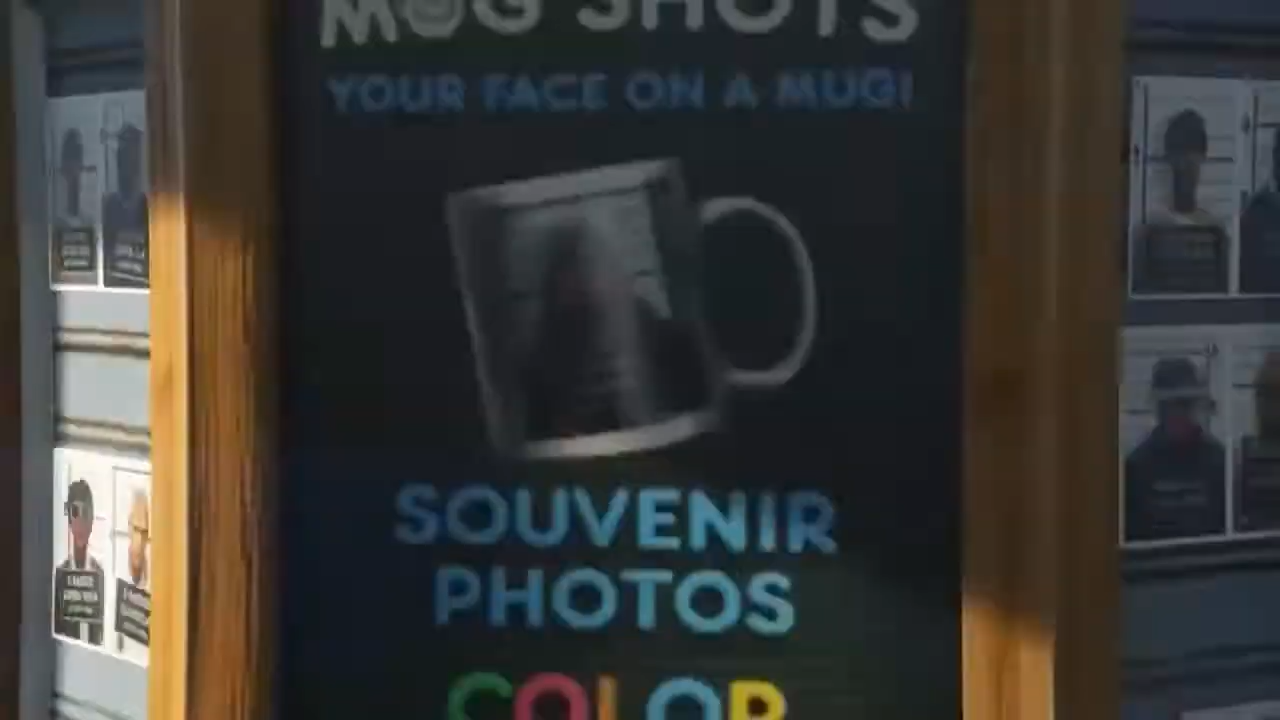 MUG SHOTS
YOUR FACE ON A MUG!
SOUVENIR
PHOTOS
COLOR